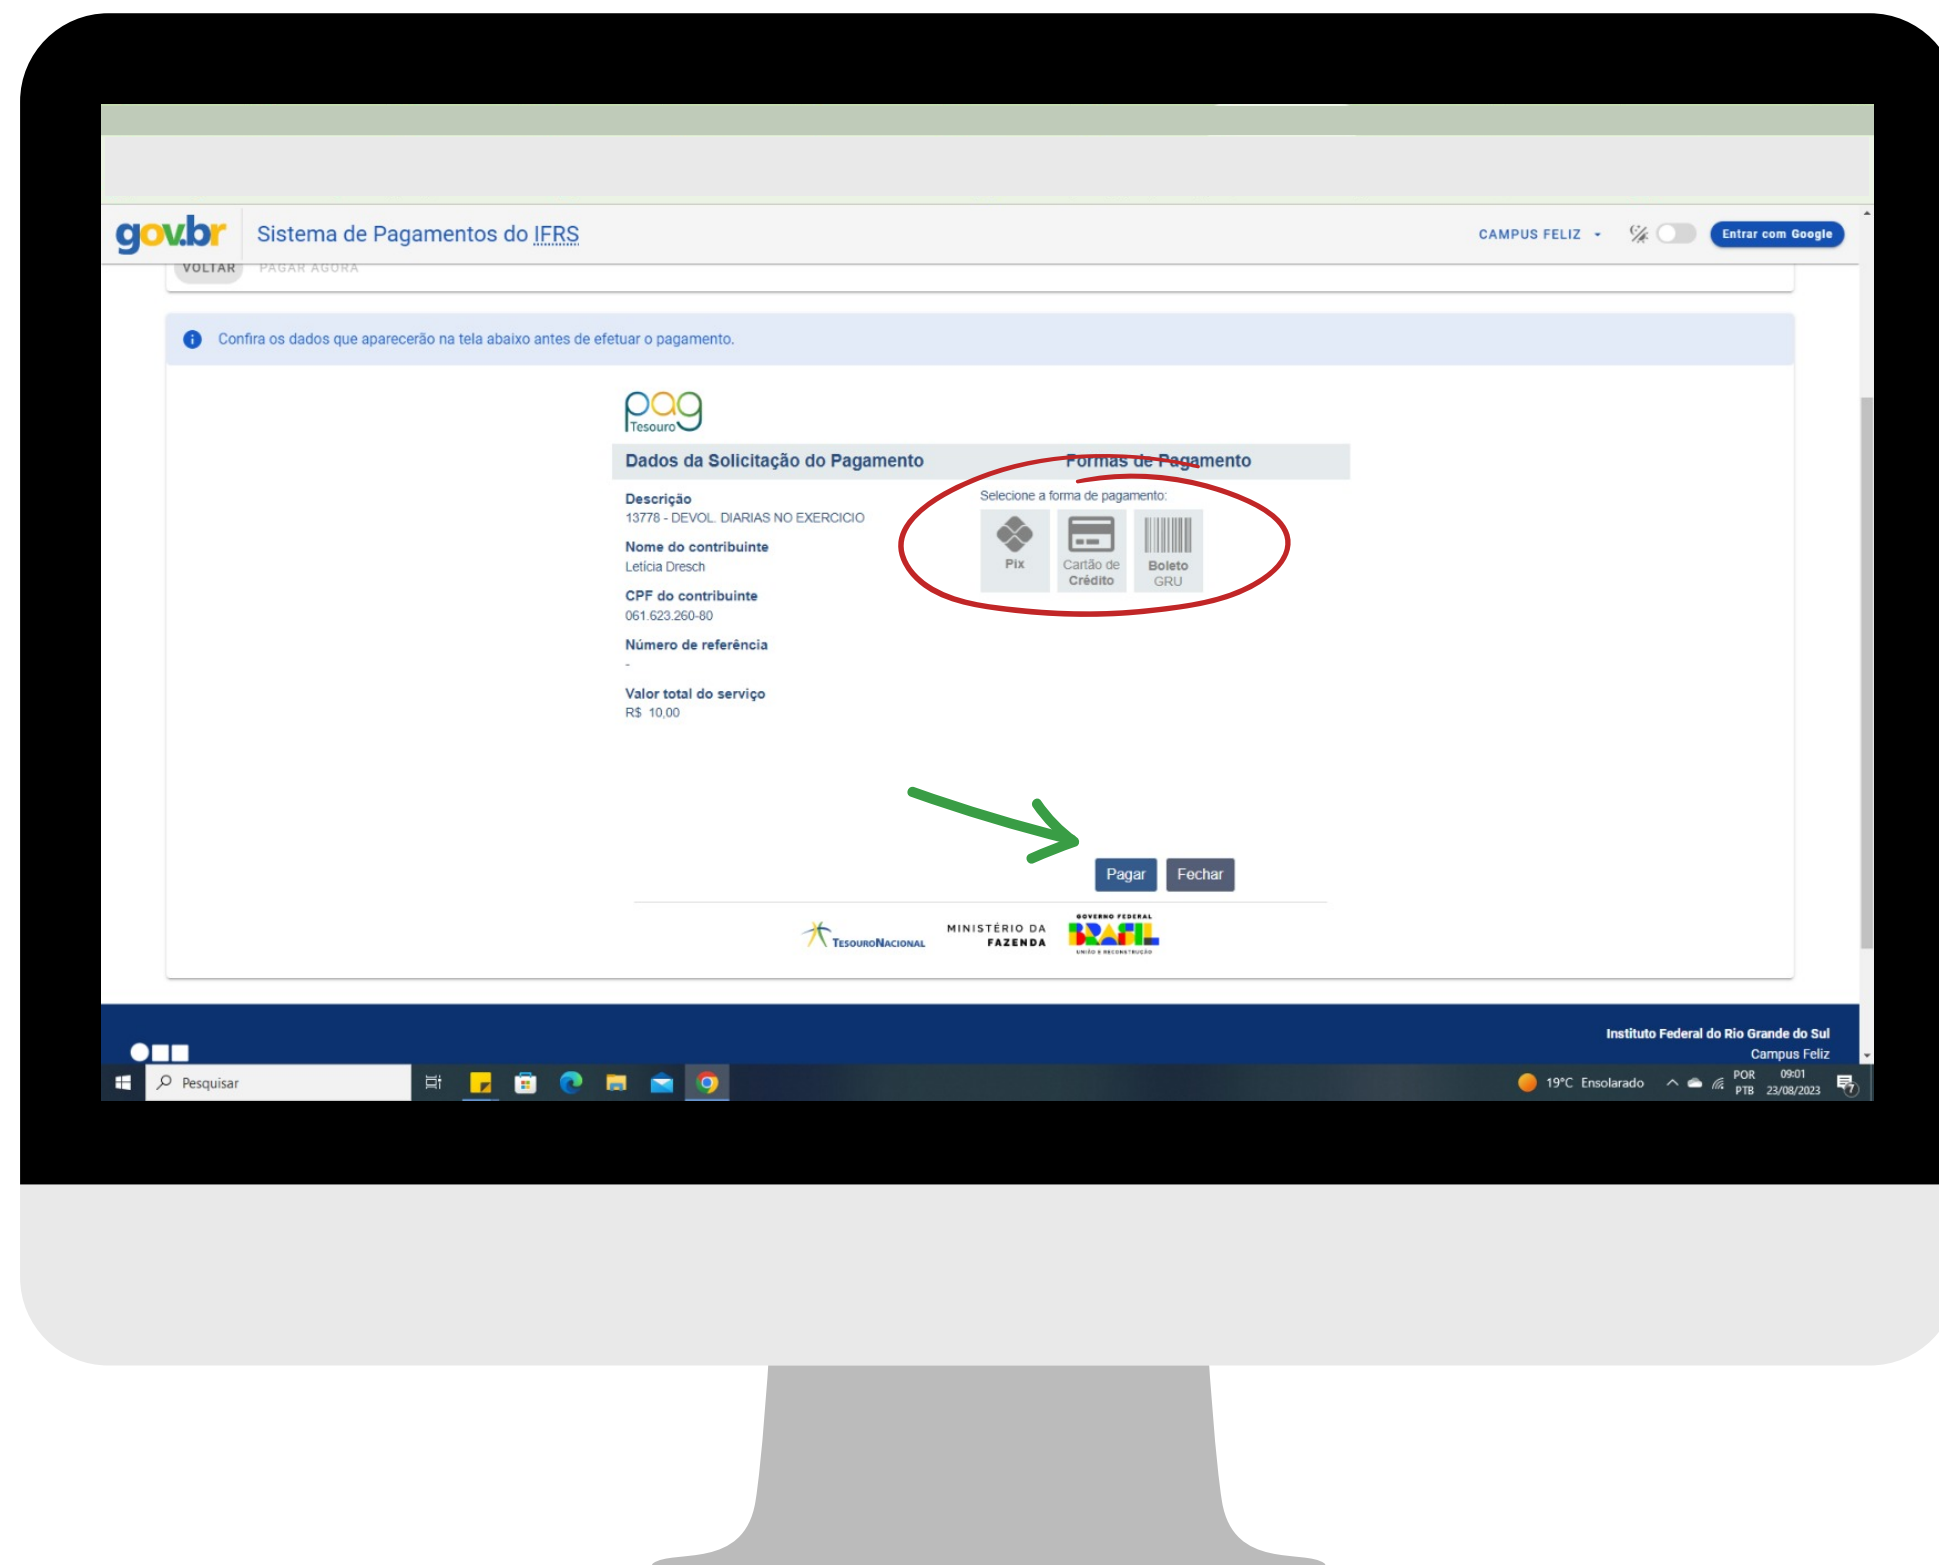 gov.br
Sistema de Pagamentos do IFRS
CAMPUS FELIZ
Entrar com Google
VOLTAR PAGAR AGORA
Confira os dados que aparecerão na tela abaixo antes de efetuar o pagamento.
pag
Tesouro
Dados da Solicitação do Pagamento
Formas de Pagamento
Descrição
13778 - DEVOL. DIARIAS NO EXERCICIO
Nome do contribuinte
Letícia Dresch
CPF do contribuinte
061.623.260-80
Número de referência
-
Valor total do serviço
R$ 10,00
Selecione a forma de pagamento:
Pix
Cartão de
Crédito
Boleto
GRU
Pagar
Fechar
TESOURONACIONAL
MINISTÉRIO DA
FAZENDA
GOVERNO FEDERAL
BRASIL
UNIÃO E RECONSTRUÇÃO
Instituto Federal do Rio Grande do Sul
Campus Feliz
Pesquisar
19°C Ensolarado
POR
PTB
09:01
23/08/2023
7